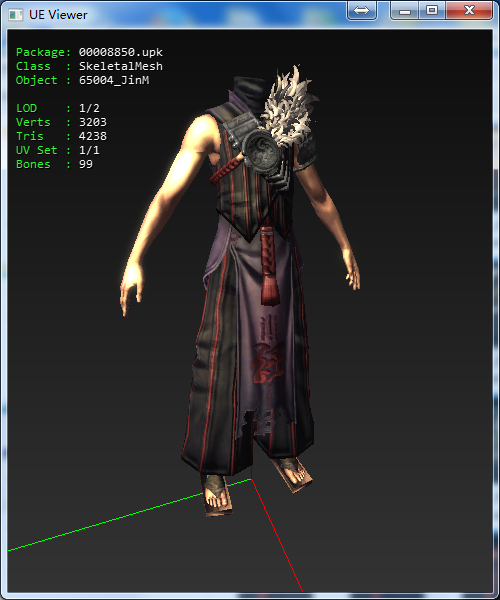 UE Viewer
Package: 00008850.upk
Class : SkeletalMesh
Object : 65004_JinM
LOD : 1/2
Verts : 3203
Tris : 4238
UV Set : 1/1
Bones : 99